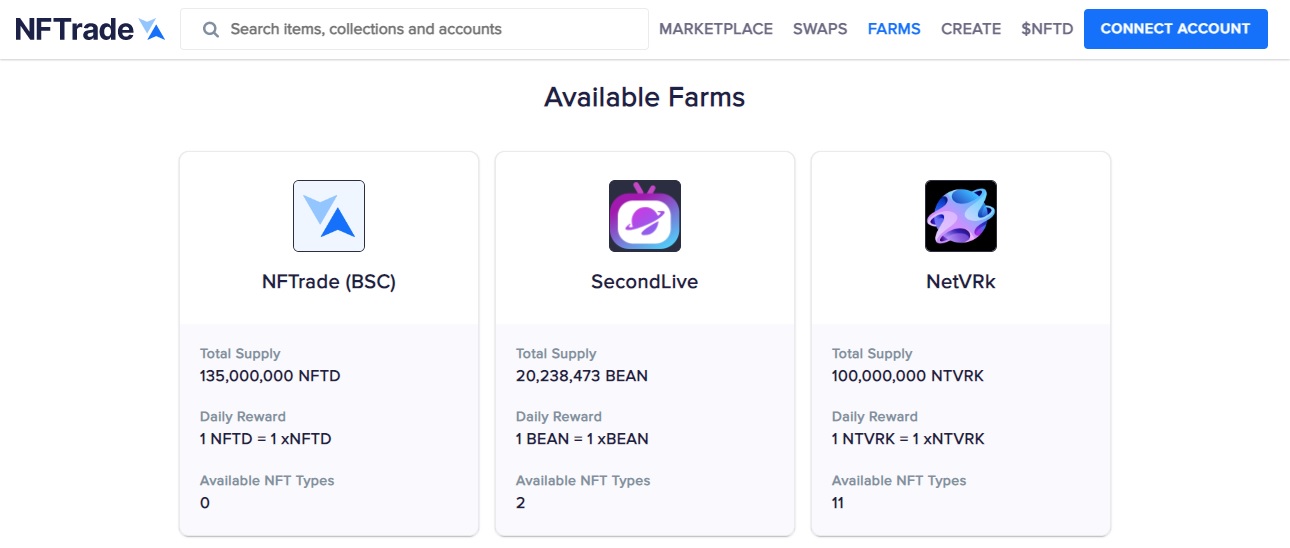 NFTrade
Search items, collections and accounts
MARKETPLACE
SWAPS
FARMS
CREATE
$NFTD
CONNECT ACCOUNT
Available Farms
NFTrade (BSC)
Total Supply
135,000,000 NFTD
Daily Reward
1 NFTD = 1 xNFTD
Available NFT Types
0
SecondLive
Total Supply
20,238,473 BEAN
Daily Reward
1 BEAN = 1 xBEAN
Available NFT Types
2
NetVRk
Total Supply
100,000,000 NTVRK
Daily Reward
1 NTVRK = 1 xNTVRK
Available NFT Types
11